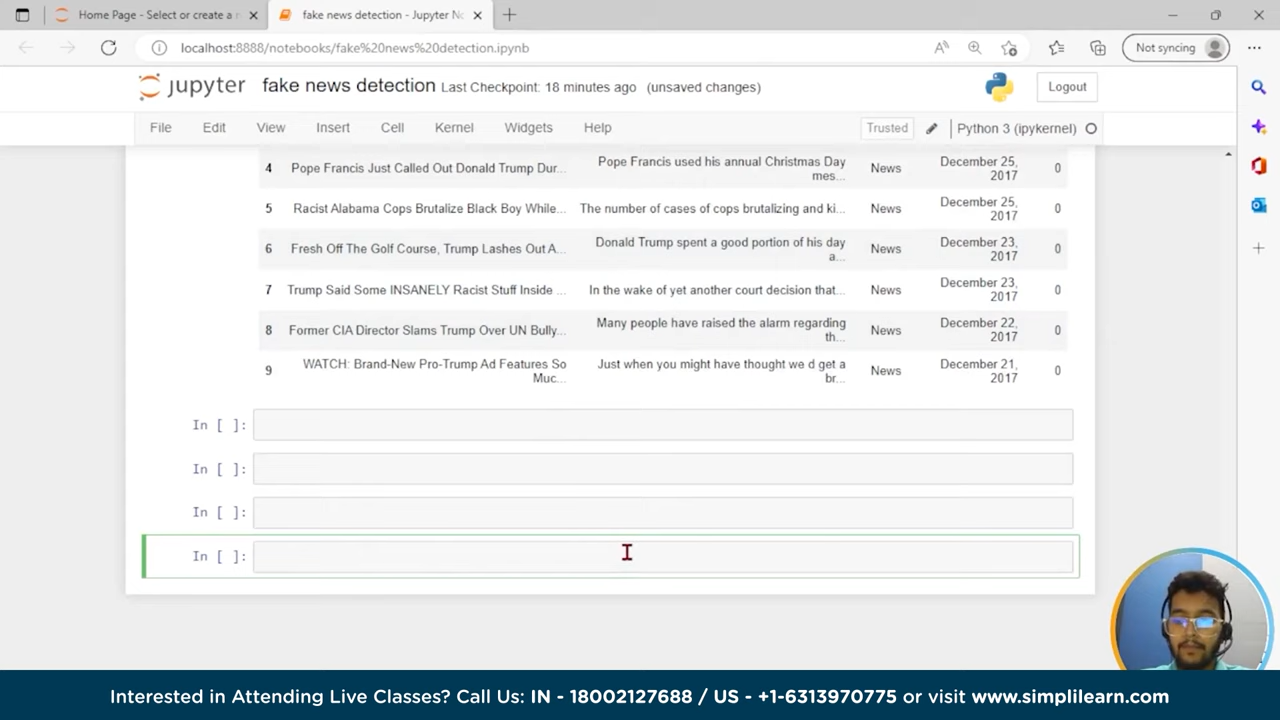 Home Page - Select or create a n
fake news detection - Jupyter No
localhost:8888/notebooks/fake%20news%20detection.ipynb
Not syncing
jupyter fake news detection Last Checkpoint: 18 minutes ago (unsaved changes)
Logout
File Edit View Insert Cell Kernel Widgets Help
Trusted
Python 3 (ipykernel)
4 Pope Francis Just Called Out Donald Trump Dur... Pope Francis used his annual Christmas Day mes... News December 25, 2017 0
5 Racist Alabama Cops Brutalize Black Boy While... The number of cases of cops brutalizing and ki... News December 25, 2017 0
6 Fresh Off The Golf Course, Trump Lashes Out A... Donald Trump spent a good portion of his day a... News December 23, 2017 0
7 Trump Said Some INSANELY Racist Stuff Inside ... In the wake of yet another court decision that... News December 23, 2017 0
8 Former CIA Director Slams Trump Over UN Bully... Many people have raised the alarm regarding th... News December 22, 2017 0
9 WATCH: Brand-New Pro-Trump Ad Features So Muc... Just when you might have thought we d get a br... News December 21, 2017 0
In [ ]:
In [ ]:
In [ ]:
In [ ]:
Interested in Attending Live Classes? Call Us: IN - 18002127688 / US - +1-6313970775 or visit www.simplilearn.com